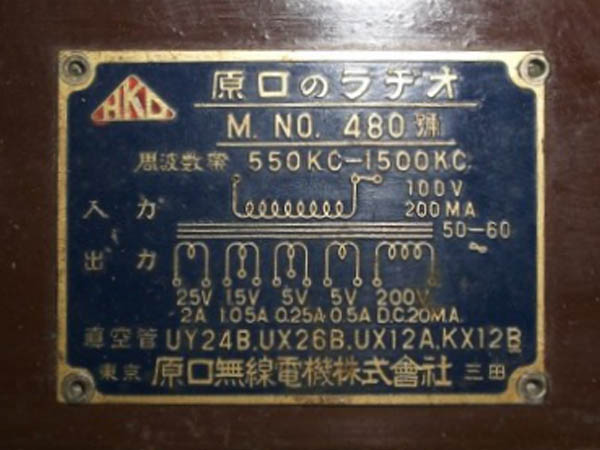 AKD
原口のラヂオ
M. NO. 480 號
周波数帯 550KC-1500KC
100V
入力 200MA
50-60
出力
25V 1.5V 5V 5V 200V
2A 1.05A 0.25A 0.5A D.C.20MA.
真空管 UY24B.UX26B.UX12A.KX12B
東京 原口無線電機株式會社 三田